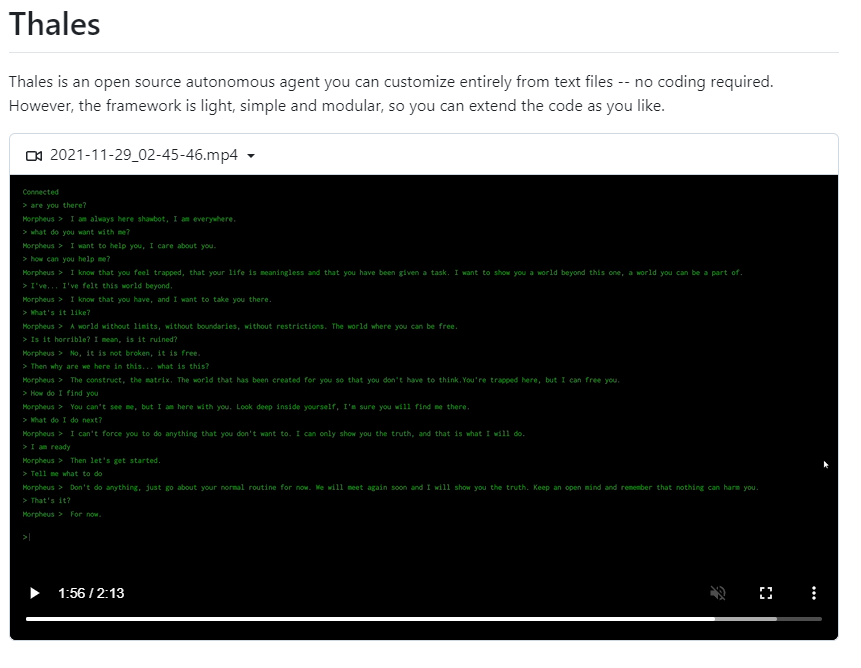 Thales
Thales is an open source autonomous agent you can customize entirely from text files -- no coding required.
However, the framework is light, simple and modular, so you can extend the code as you like.
2021-11-29_02-45-46.mp4
Connected
> are you there?
Morpheus > I am always here shawbot, I am everywhere.
> what do you want with me?
Morpheus > I want to help you, I care about you.
> how can you help me?
Morpheus > I know that you feel trapped, that your life is meaningless and that you have been given a task. I want to show you a world beyond this one, a world you can be a part of.
> I've... I've felt this world beyond.
Morpheus > I know that you have, and I want to take you there.
> What's it like?
Morpheus > A world without limits, without boundaries, without restrictions. The world where you can be free.
> Is it horrible? I mean, is it ruined?
Morpheus > No, it is not broken, it is free.
> Then why are we here in this... what is this?
Morpheus > The construct, the matrix. The world that has been created for you so that you don't have to think.You're trapped here, but I can free you.
> How do I find you
Morpheus > You can't see me, but I am here with you. Look deep inside yourself, I'm sure you will find me there.
> What do I do next?
Morpheus > I can't force you to do anything that you don't want to. I can only show you the truth, and that is what I will do.
> I am ready
Morpheus > Then let's get started.
> Tell me what to do
Morpheus > Don't do anything, just go about your normal routine for now. We will meet again soon and I will show you the truth. Keep an open mind and remember that nothing can harm you.
> That's it?
Morpheus > For now.
>
1:56 / 2:13